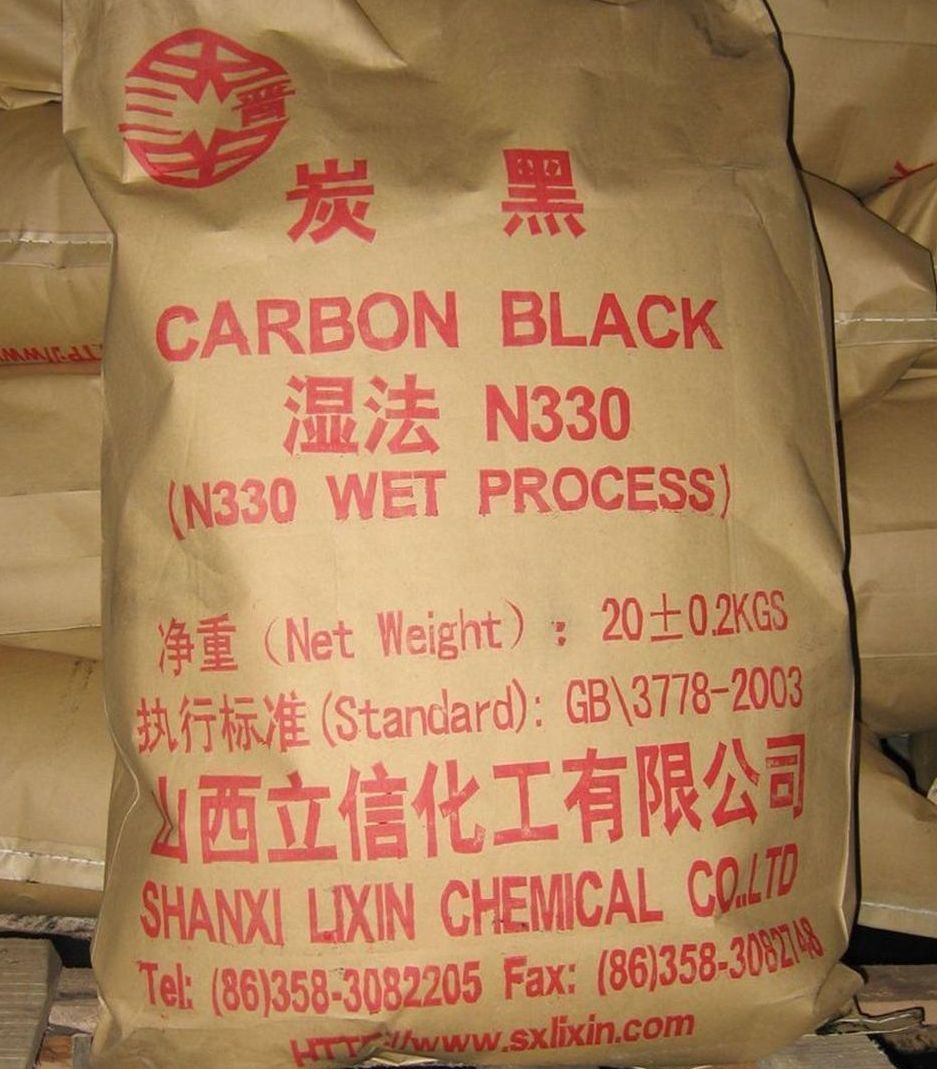 晋
炭 黑
CARBON BLACK
湿法 N330
(N330 WET PROCESS)
净重（Net Weight）: 20±0.2KGS
执行标准(Standard): GB\3778-2003
山西立信化工有限公司
SHANXI LIXIN CHEMICAL CO.,LTD
Tel: (86)358-3082205 Fax: (86)358-3082748
HTTP://www.sxlixin.com